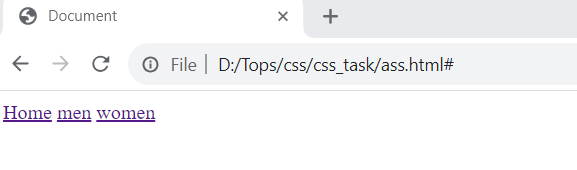 Document
File D:/Tops/css/css_task/ass.html#
Home men women